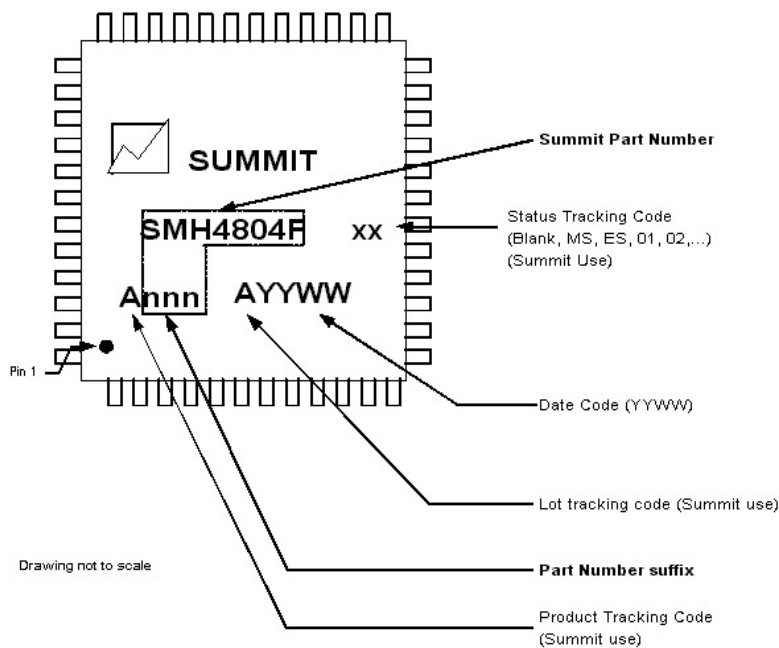 SUMMIT
Summit Part Number
SMH4804F
xx
Status Tracking Code
(Blank, MS, ES, 01, 02,...)
(Summit Use)
Annn
AYYWW
Pin 1
Date Code (YYWW)
Lot tracking code (Summit use)
Drawing not to scale
Part Number suffix
Product Tracking Code
(Summit use)